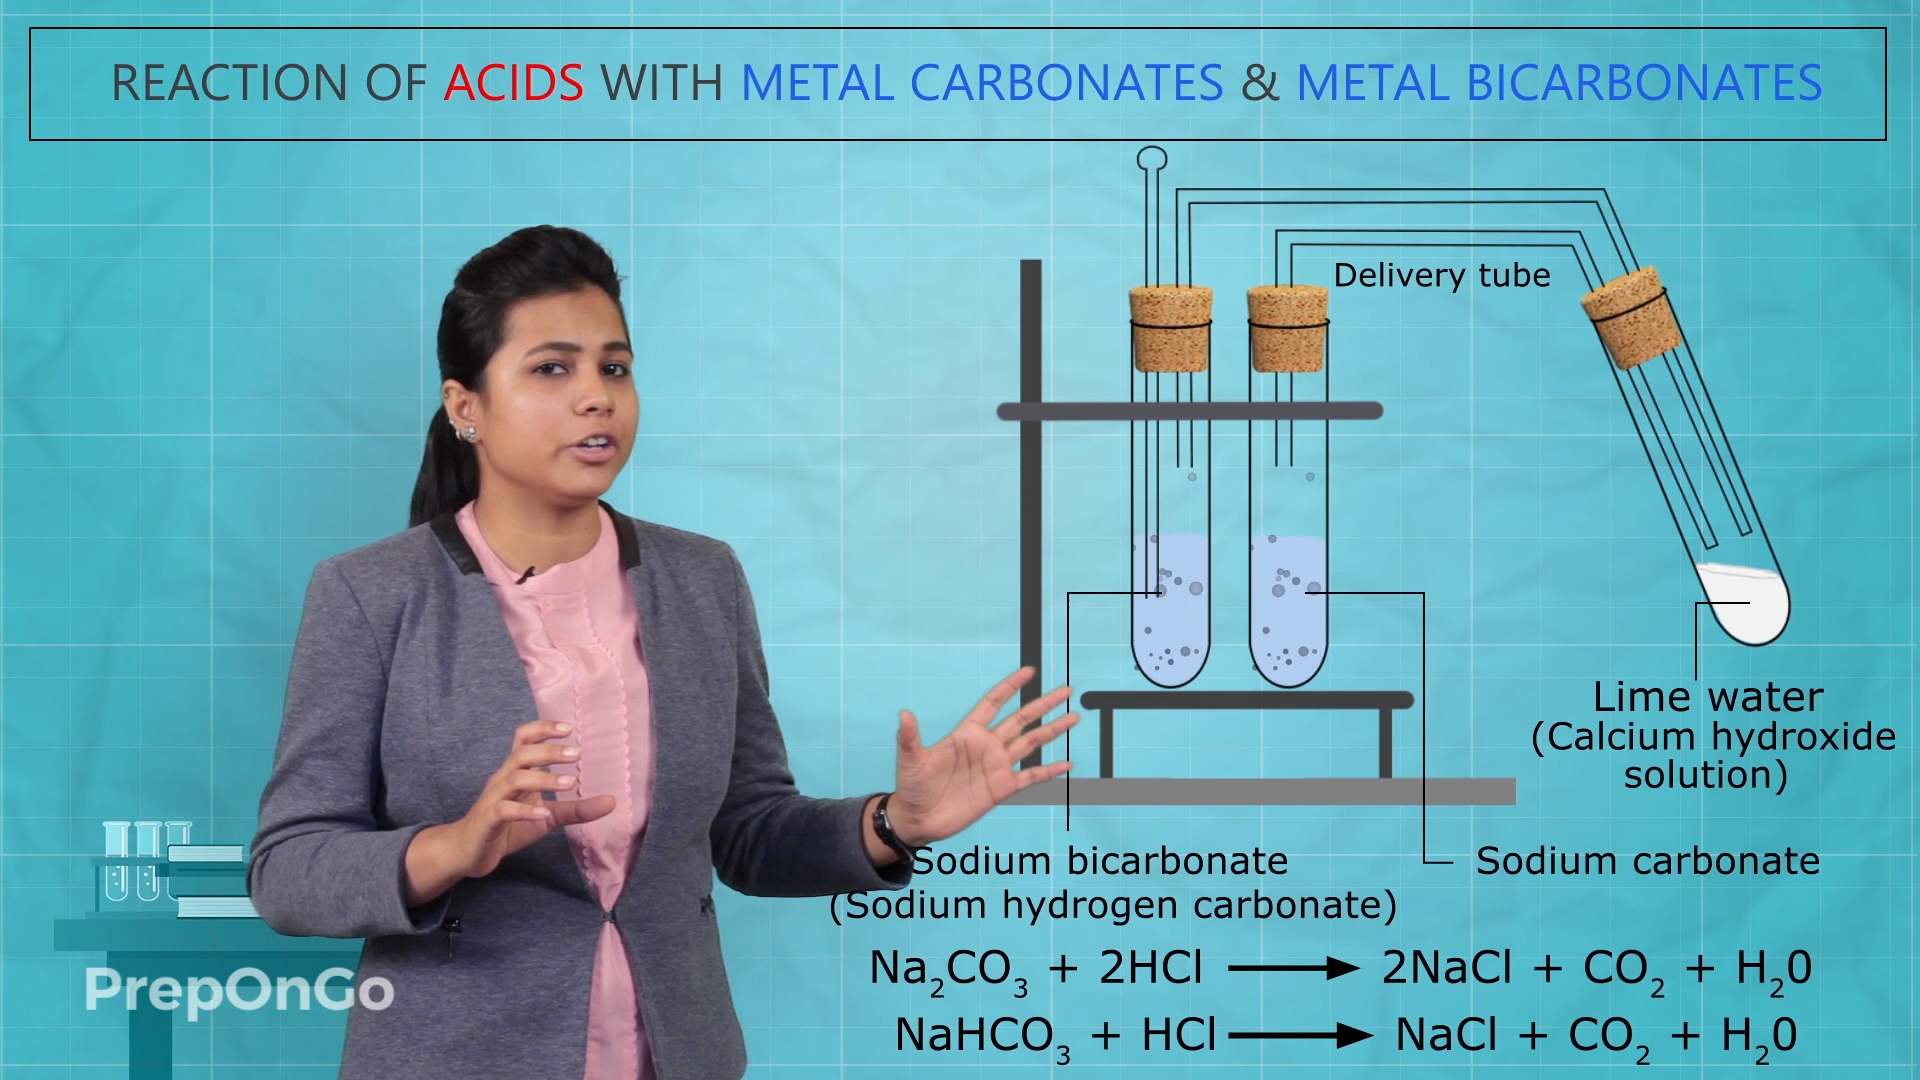 REACTION OF ACIDS WITH METAL CARBONATES & METAL BICARBONATES
Delivery tube
Lime water
(Calcium hydroxide
solution)
Sodium bicarbonate
(Sodium hydrogen carbonate)
Sodium carbonate
Na₂CO₃ + 2HCl ⟶ 2NaCl + CO₂ + H₂0
NaHCO₃ + HCl ⟶ NaCl + CO₂ + H₂0
PrepOnGo